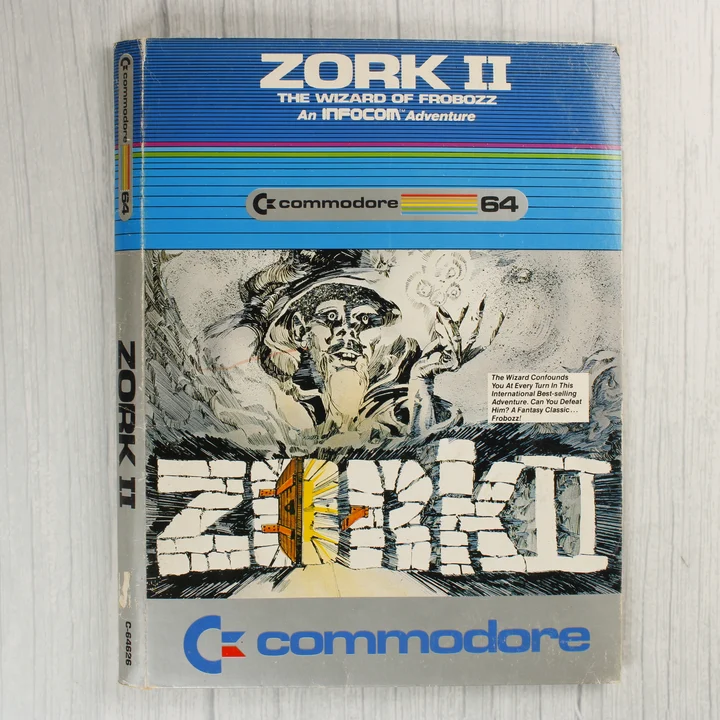 ZORK II
THE WIZARD OF FROBOZZ
An INFOCOM™ Adventure
commodore 64
The Wizard Confounds
You At Every Turn In This
International Best-selling
Adventure. Can You Defeat
Him? A Fantasy Classic...
Frobozz!
ZORK II
commodore
commodore 64
ZORK II
C-64626